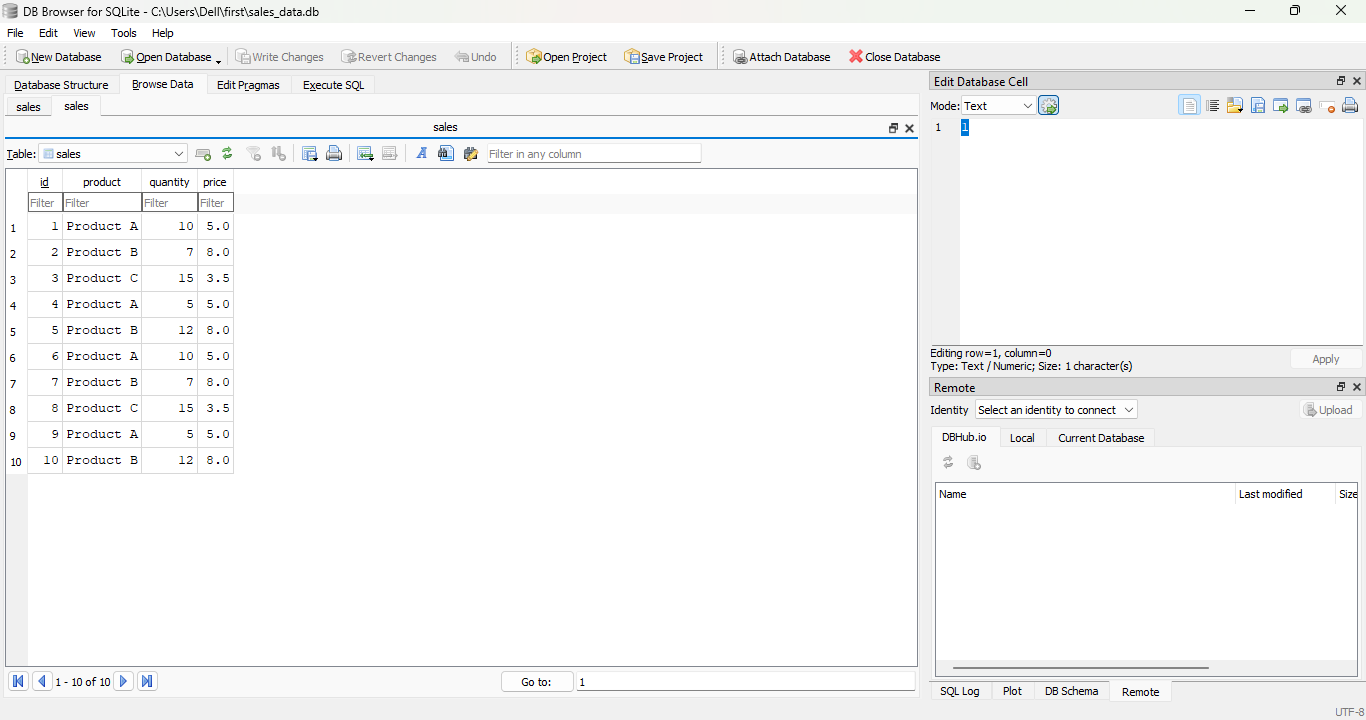 DB Browser for SQLite - C:\Users\Dell\first\sales_data.db
File Edit View Tools Help
New Database Open Database Write Changes Revert Changes Undo Open Project Save Project Attach Database Close Database
Database Structure Browse Data Edit Pragmas Execute SQL
sales sales
sales
Table: sales Filter in any column
id product quantity price
Filter Filter Filter Filter
1 1 Product A 10 5.0
2 2 Product B 7 8.0
3 3 Product C 15 3.5
4 4 Product A 5 5.0
5 5 Product B 12 8.0
6 6 Product A 10 5.0
7 7 Product B 7 8.0
8 8 Product C 15 3.5
9 9 Product A 5 5.0
10 10 Product B 12 8.0
1 - 10 of 10 Go to: 1
Edit Database Cell
Mode: Text
1 1
Editing row=1, column=0
Type: Text / Numeric; Size: 1 character(s)
Apply
Remote
Identity Select an identity to connect Upload
DBHub.io Local Current Database
Name Last modified Size
SQL Log Plot DB Schema Remote
UTF-8